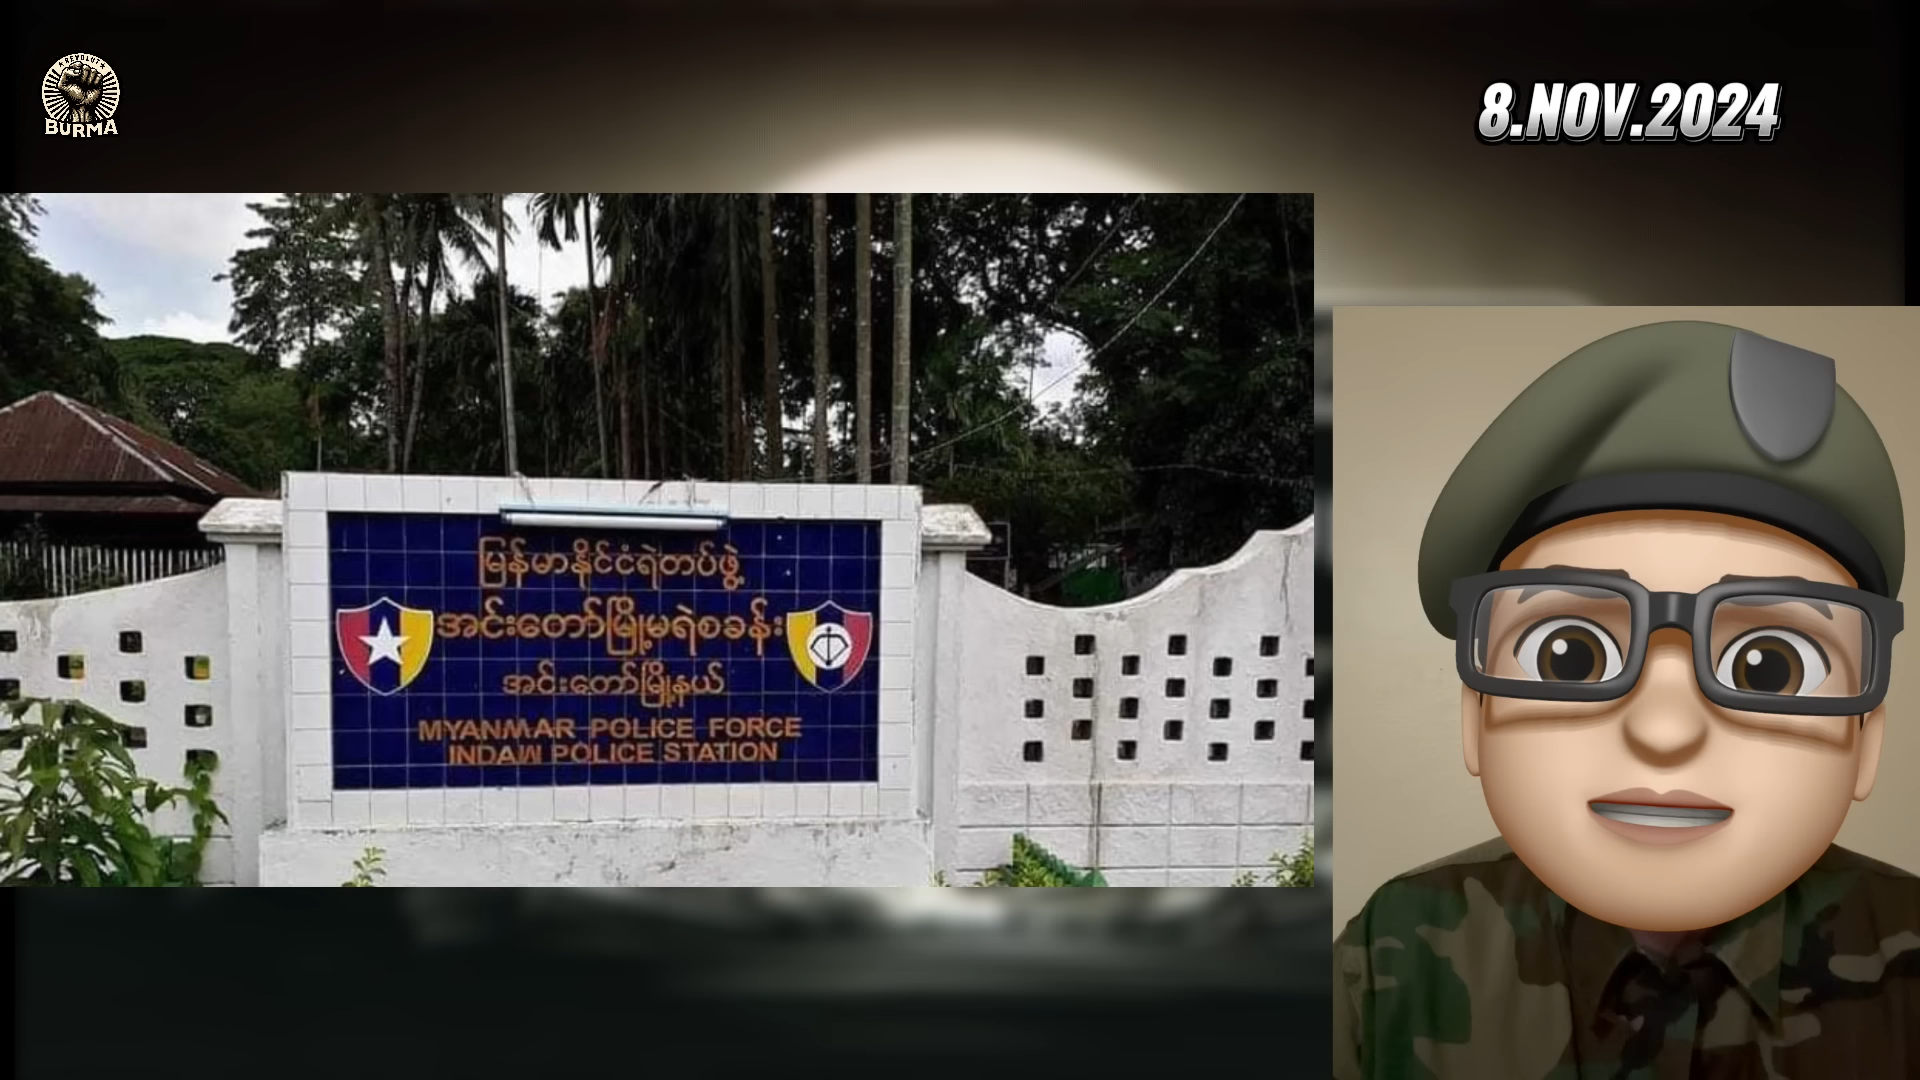 A REVOLUT
BURMA
8.NOV.2024
မြန်မာနိုင်ငံရဲတပ်ဖွဲ့
အင်းတော်မြို့မရဲစခန်း
အင်းတော်မြို့နယ်
MYANMAR POLICE FORCE
INDAW POLICE STATION